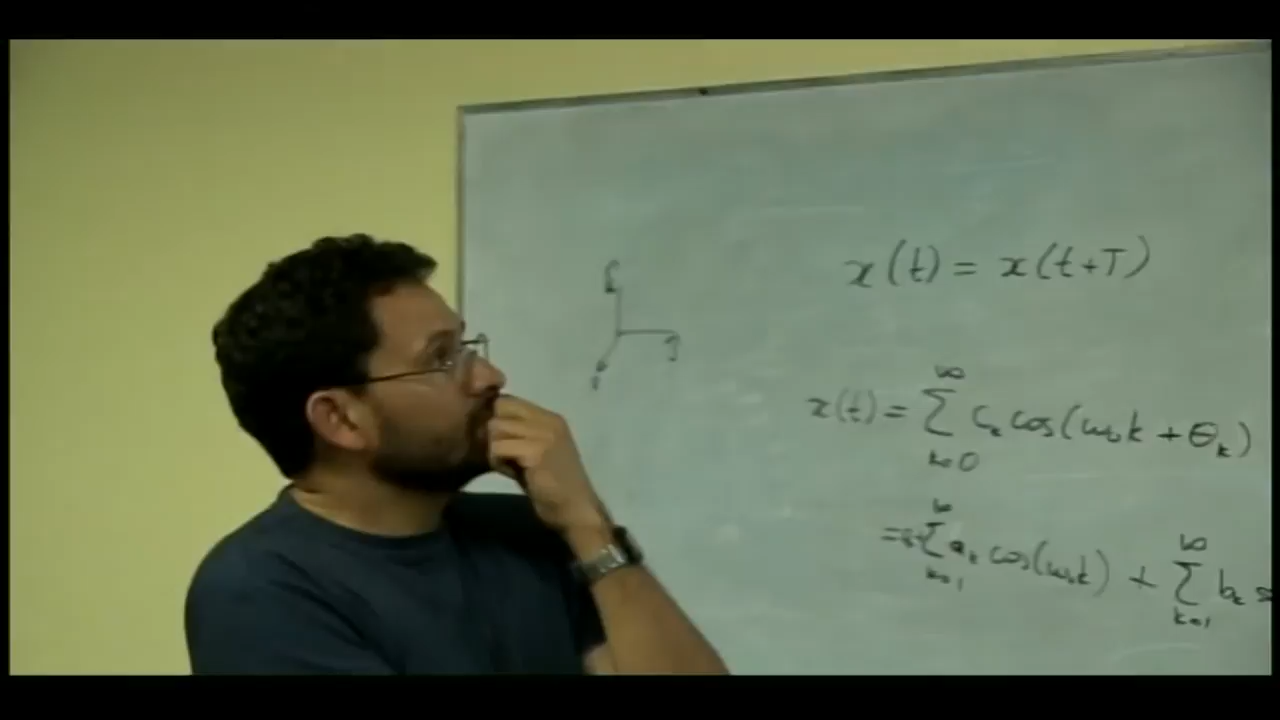 x(t) = x(t+T)
x(t) = ∑_{k=0}^{∞} c_k cos(ω₀k + θ_k)
∑_{k=1}^{∞} a_k cos(ω₀k) + ∑_{k=1}^{∞} b_k